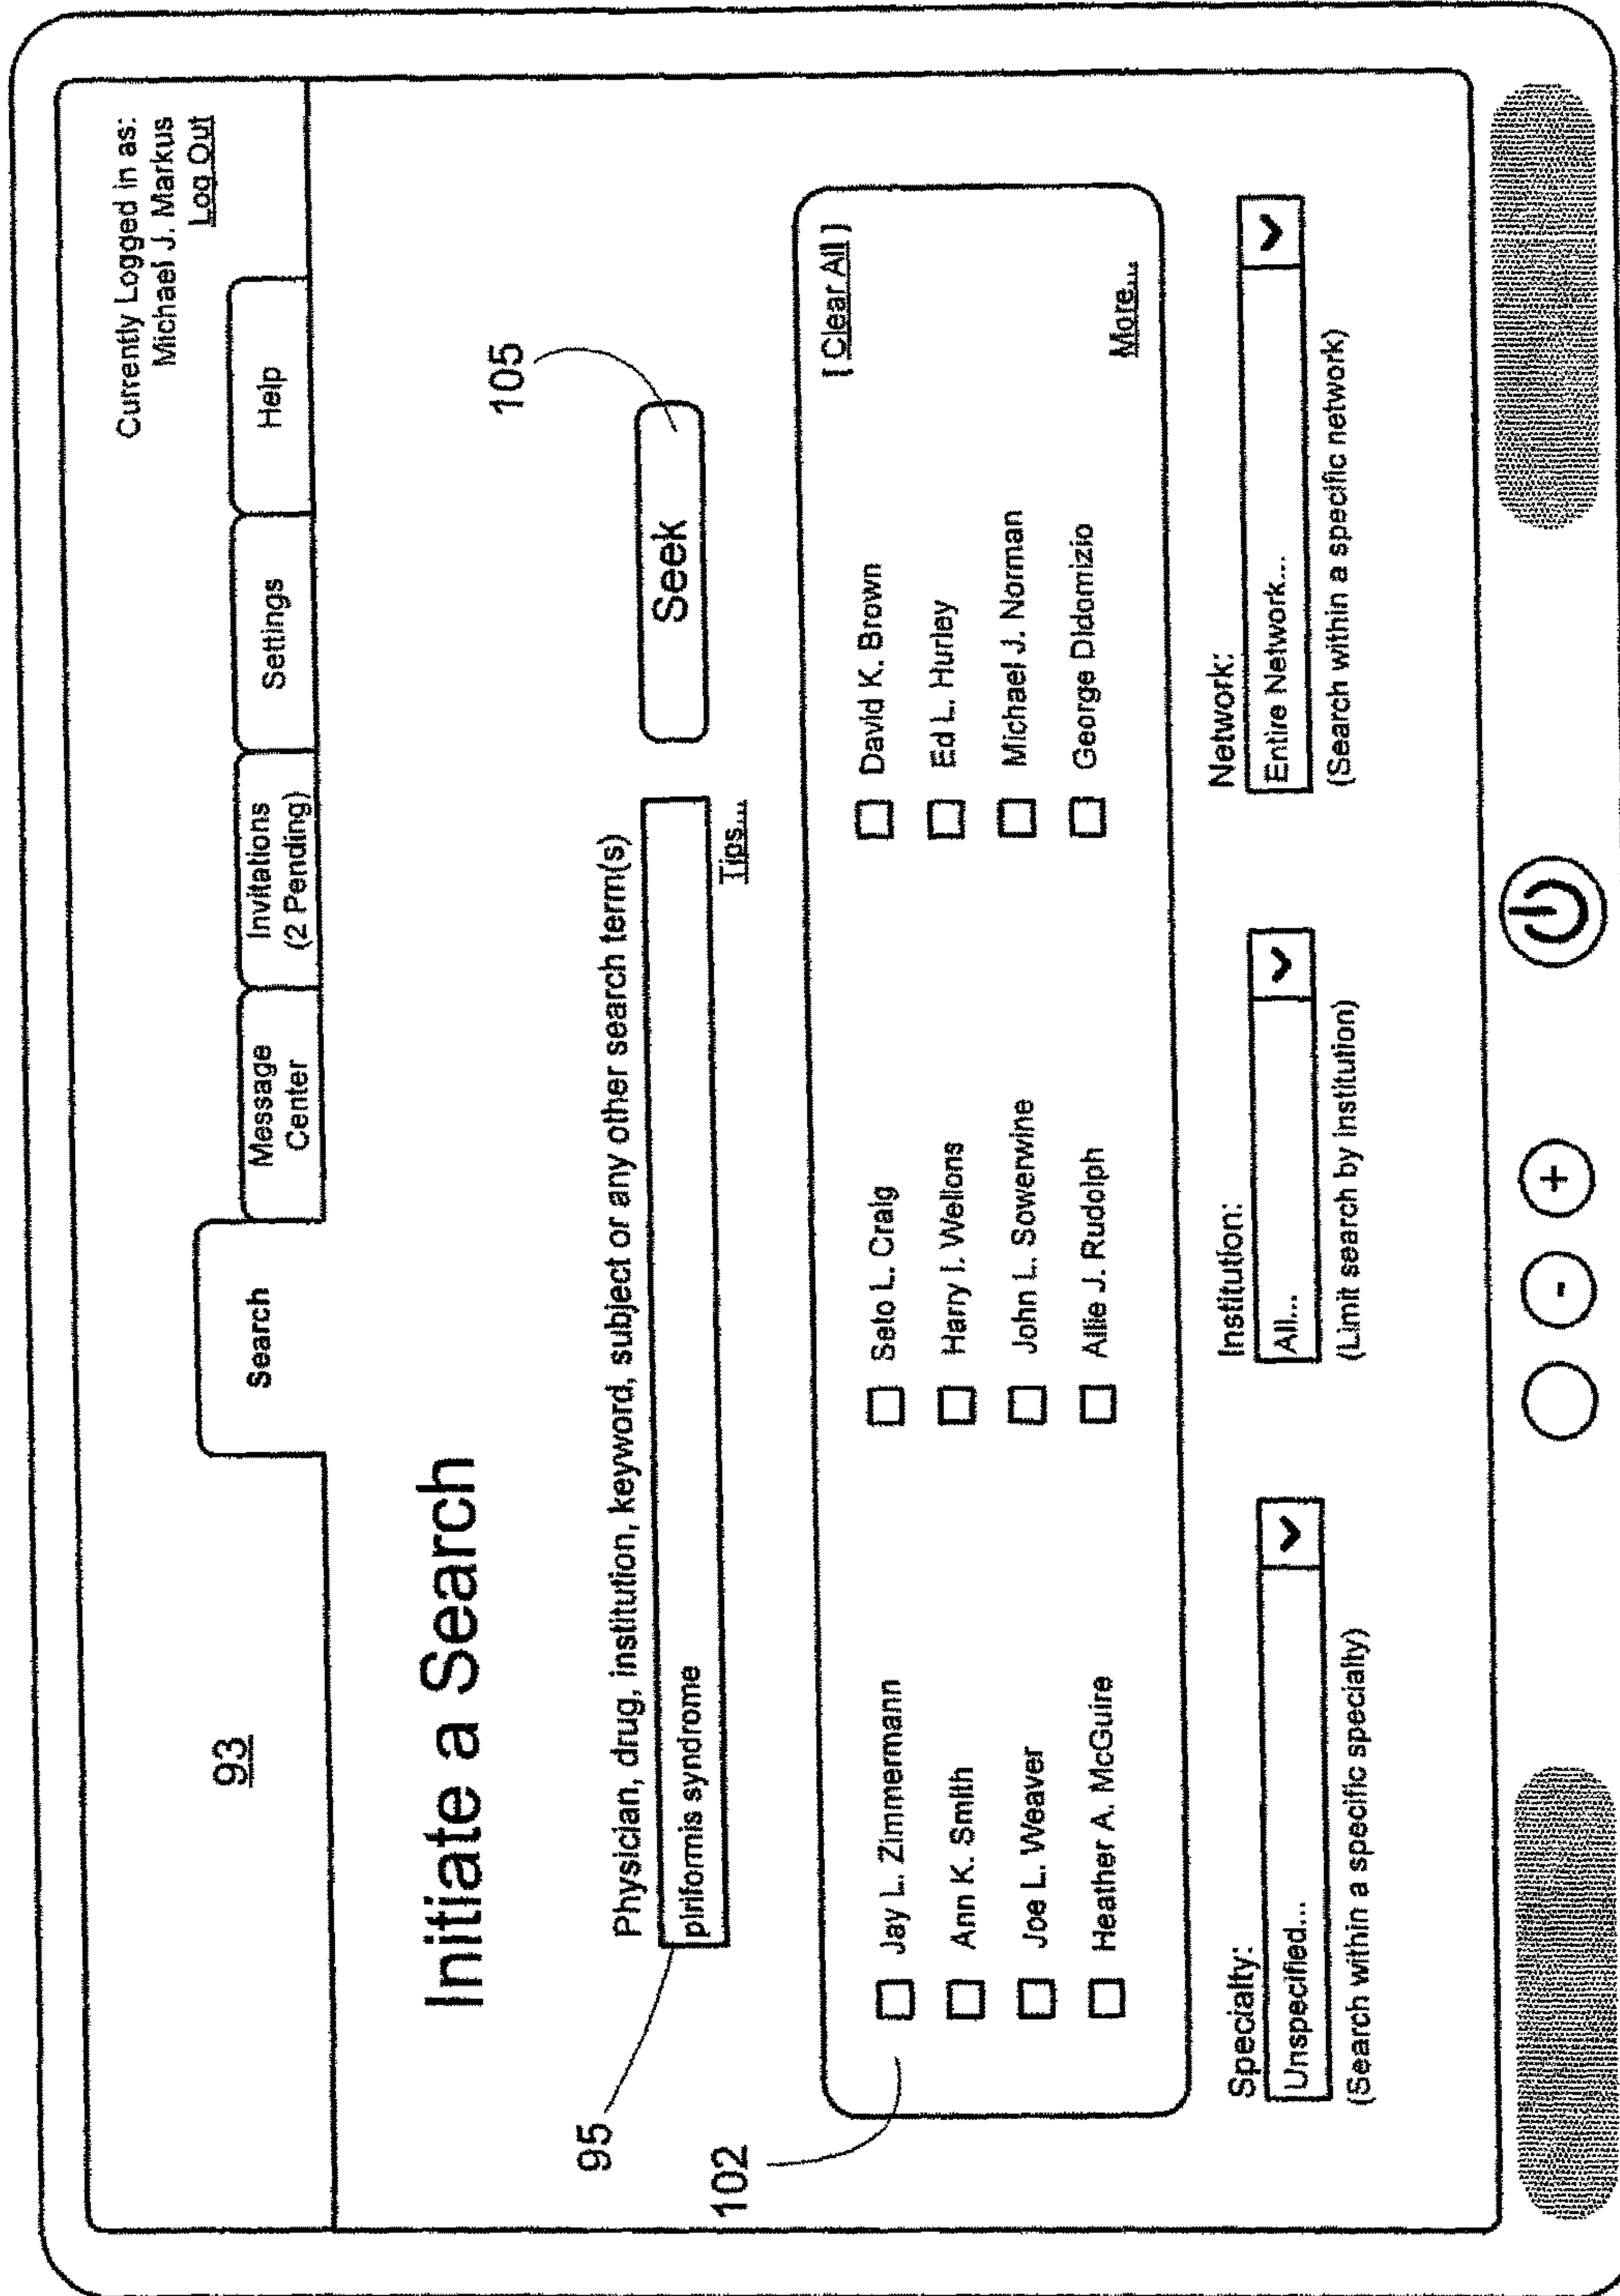 Currently Logged in as:
Michael J. Markus
Log Out
93
Search
Message
Center
Invitations
(2 Pending)
Settings
Help
Initiate a Search
105
Physician, drug, institution, keyword, subject or any other search term(s)
95
piriformis syndrome
Seek
Tips...
102
[ Clear All ]
Jay L. Zimmermann
Seto L. Craig
David K. Brown
Ann K. Smith
Harry I. Wellons
Ed L. Hurley
Joe L. Weaver
John L. Sowerwine
Michael J. Norman
Heather A. McGuire
Allie J. Rudolph
George Didomizio
More...
Specialty:
Institution:
Network:
Unspecified...
All...
Entire Network...
(Search within a specific specialty)
(Limit search by institution)
(Search within a specific network)
- +